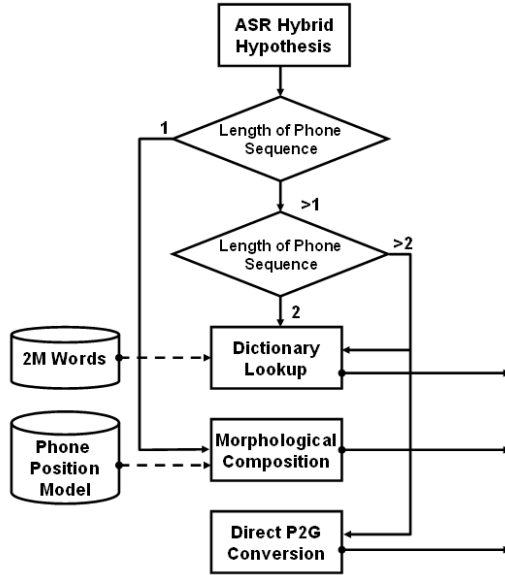 ASR Hybrid
Hypothesis
1
Length of Phone
Sequence
>1
Length of Phone
Sequence
>2
2
2M Words
Dictionary
Lookup
Phone
Position
Model
Morphological
Composition
Direct P2G
Conversion